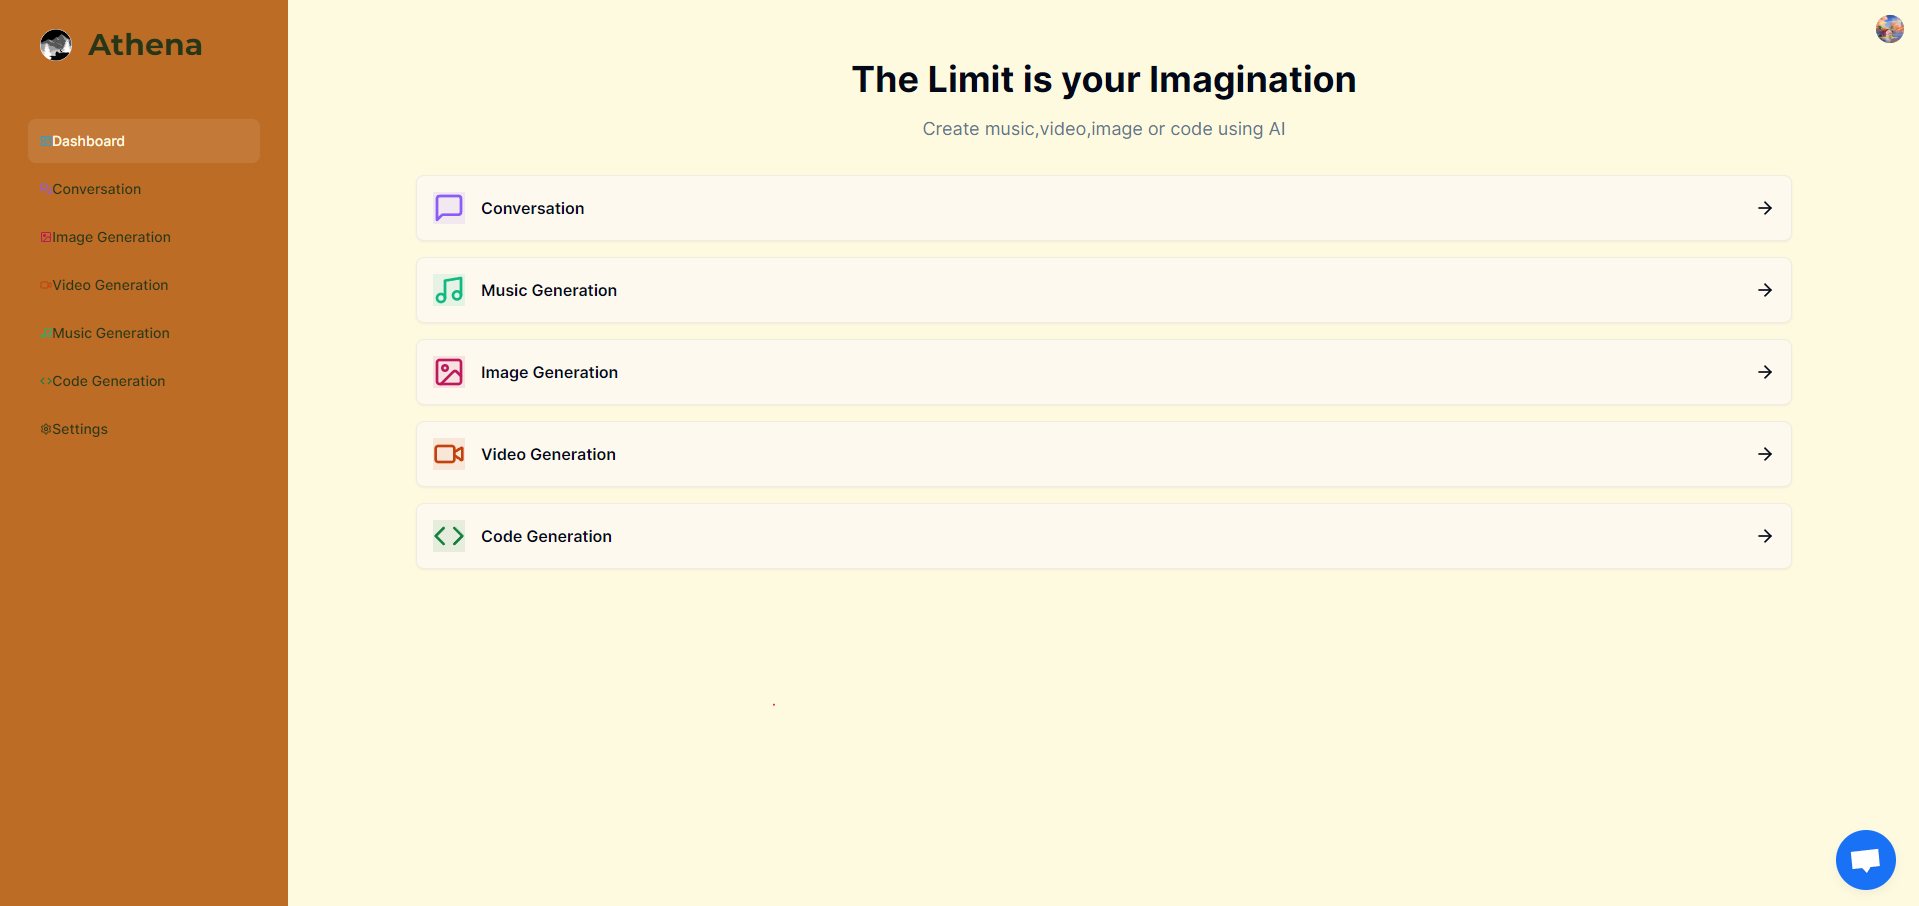 Athena
Dashboard
Conversation
Image Generation
Video Generation
Music Generation
Code Generation
Settings
The Limit is your Imagination
Create music,video,image or code using AI
Conversation
Music Generation
Image Generation
Video Generation
Code Generation